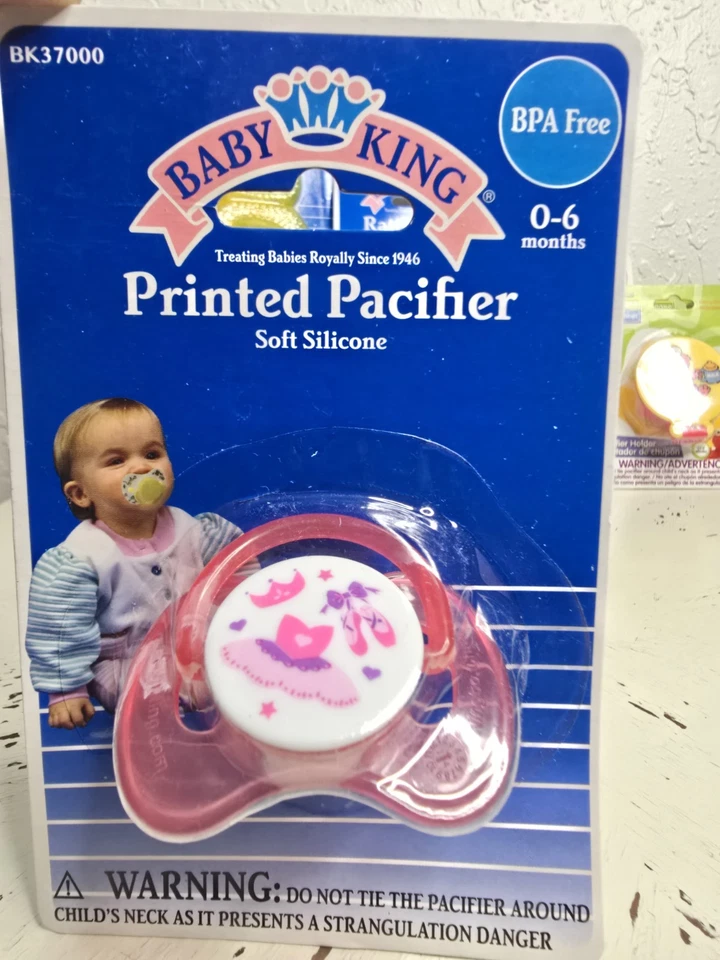 BK37000
BABY KING®
BPA Free
0-6
months
Treating Babies Royally Since 1946
Printed Pacifier
Soft Silicone
⚠ WARNING: DO NOT TIE THE PACIFIER AROUND
CHILD'S NECK AS IT PRESENTS A STRANGULATION DANGER
Holder
WARNING/ADVERTENC